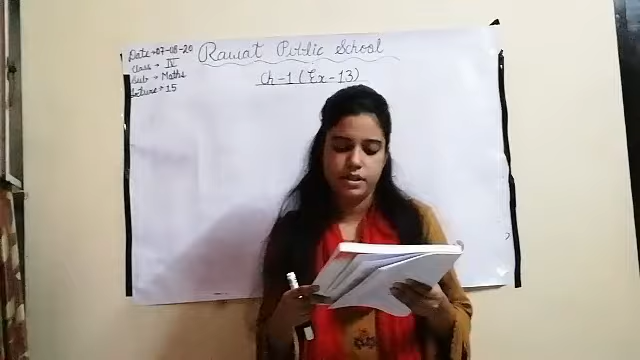 Date→07-08-20
Class → IV
Sub → Maths
Lecture→ 15
Rawat Public School
Ch-1 (Ex-13)